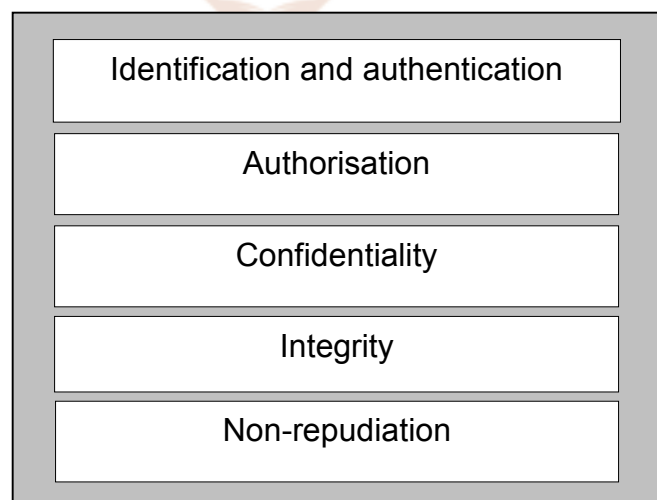 Identification and authentication
Authorisation
Confidentiality
Integrity
Non-repudiation